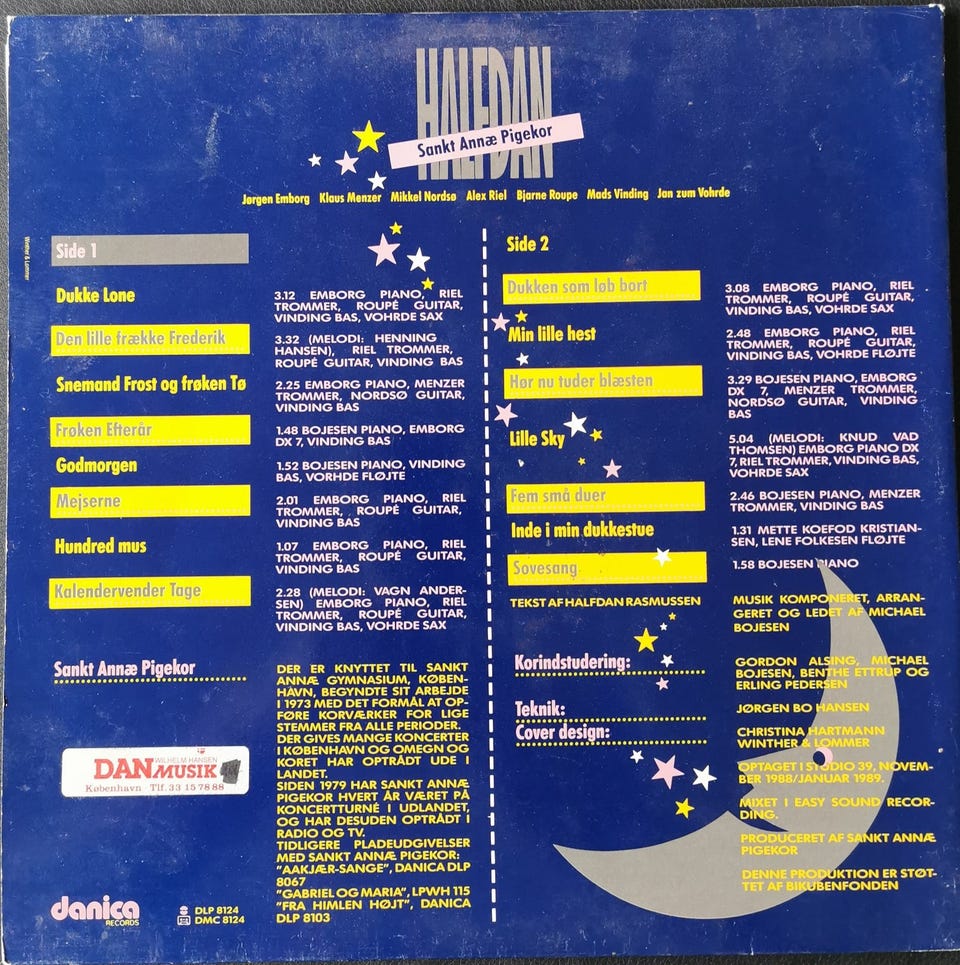 HALFDAN
Sankt Annæ Pigekor
Jørgen Emborg Klaus Menzer Mikkel Nordsø Alex Riel Bjarne Roupe Mads Vinding Jan zum Vohrde
Winther & Lommer
Side 1
Dukke Lone
3.12 EMBORG PIANO, RIEL
TROMMER, ROUPÉ GUITAR,
VINDING BAS, VOHRDE SAX
Den lille frække Frederik
3.32 (MELODI: HENNING
HANSEN), RIEL TROMMER,
ROUPÉ GUITAR, VINDING BAS
Snemand Frost og frøken Tø
2.25 EMBORG PIANO, MENZER
TROMMER, NORDSØ GUITAR,
VINDING BAS
Frøken Efterår
1.48 BOJESEN PIANO, EMBORG
DX 7, VINDING BAS
Godmorgen
1.52 BOJESEN PIANO, VINDING
BAS, VORHDE FLØJTE
Mejserne
2.01 EMBORG PIANO, RIEL
TROMMER, ROUPÉ GUITAR,
VINDING BAS
Hundred mus
1.07 EMBORG PIANO, RIEL
TROMMER, ROUPÉ GUITAR,
VINDING BAS
Kalendervender Tage
2.28 (MELODI: VAGN ANDER-
SEN) EMBORG PIANO, RIEL
TROMMER, ROUPÉ GUITAR,
VINDING BAS, VOHRDE SAX
Sankt Annæ Pigekor
DER ER KNYTTET TIL SANKT
ANNÆ GYMNASIUM, KØBEN-
HAVN, BEGYNDTE SIT ARBEJDE
I 1973 MED DET FORMÅL AT OP-
FØRE KORVÆRKER FOR LIGE
STEMMER FRA ALLE PERIODER.
DER GIVES MANGE KONCERTER
I KØBENHAVN OG OMEGN OG
KORET HAR OPTRÅDT UDE I
LANDET.
SIDEN 1979 HAR SANKT ANNÆ
PIGEKOR HVERT ÅR VÆRET PÅ
KONCERTTURNÉ I UDLANDET,
OG HAR DESUDEN OPTRÅDT I
RADIO OG TV.
TIDLIGERE PLADEUDGIVELSER
MED SANKT ANNÆ PIGEKOR:
"AAKJÆR-SANGE", DANICA DLP
8067
"GABRIEL OG MARIA", LPWH 115
"FRA HIMLEN HØJT", DANICA
DLP 8103
WILHELM HANSEN
DANMUSIK
København Tlf. 33 15 78 88
danica
RECORDS
DLP 8124
DMC 8124
Side 2
Dukken som løb bort
3.08 EMBORG PIANO, RIEL
TROMMER, ROUPÉ GUITAR,
VINDING BAS, VOHRDE SAX
Min lille hest
2.48 EMBORG PIANO, RIEL
TROMMER, ROUPÉ GUITAR,
VINDING BAS, VOHRDE FLØJTE
Hør nu tuder blæsten
3.29 BOJESEN PIANO, EMBORG
DX 7, MENZER TROMMER,
NORDSØ GUITAR, VINDING
BAS
Lille Sky
5.04 (MELODI: KNUD VAD
THOMSEN) EMBORG PIANO DX
7, RIEL TROMMER, VINDING BAS,
VOHRDE SAX
Fem små duer
2.46 BOJESEN PIANO, MENZER
TROMMER, VINDING BAS
Inde i min dukkestue
1.31 METTE KOEFOD KRISTIAN-
SEN, LENE FOLKESEN FLØJTE
Sovesang
1.58 BOJESEN PIANO
TEKST AF HALFDAN RASMUSSEN
MUSIK KOMPONERET, ARRAN-
GERET OG LEDET AF MICHAEL
BOJESEN
Korindstudering:
GORDON ALSING, MICHAEL
BOJESEN, BENTHE ETTRUP OG
ERLING PEDERSEN
Teknik:
JØRGEN BO HANSEN
Cover design:
CHRISTINA HARTMANN
WINTHER & LOMMER
OPTAGET I STUDIO 39, NOVEM-
BER 1988/JANUAR 1989.
MIXET I EASY SOUND RECOR-
DING.
PRODUCERET AF SANKT ANNÆ
PIGEKOR
DENNE PRODUKTION ER STØT-
TET AF BIKUBENFONDEN